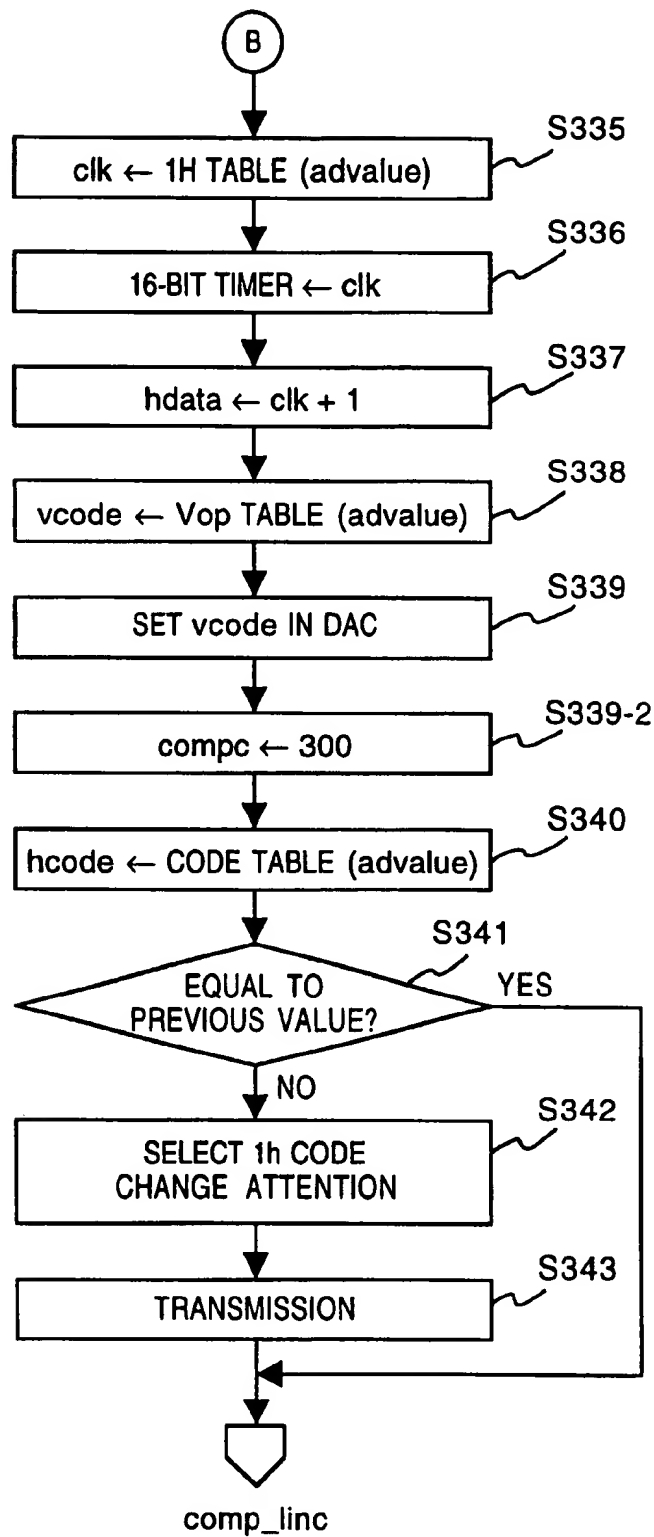 B
S335
clk ← 1H TABLE (advalue)
S336
16-BIT TIMER ← clk
S337
hdata ← clk + 1
S338
vcode ← Vop TABLE (advalue)
S339
SET vcode IN DAC
S339-2
compc ← 300
S340
hcode ← CODE TABLE (advalue)
S341
EQUAL TO
PREVIOUS VALUE?
YES
NO
S342
SELECT 1h CODE
CHANGE ATTENTION
S343
TRANSMISSION
comp_linc